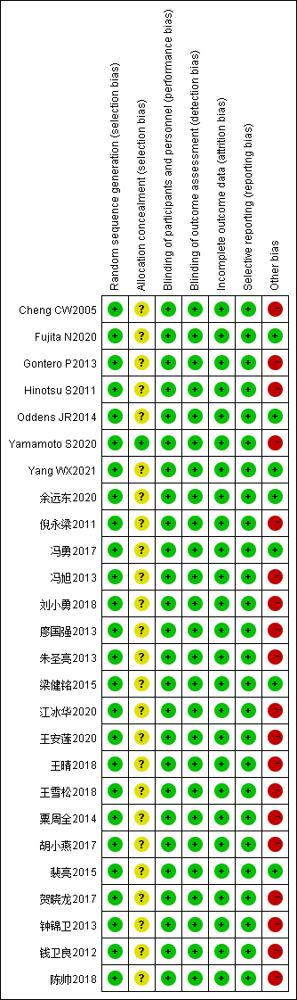 Random sequence generation (selection bias)
Allocation concealment (selection bias)
Blinding of participants and personnel (performance bias)
Blinding of outcome assessment (detection bias)
Incomplete outcome data (attrition bias)
Selective reporting (reporting bias)
Other bias
Cheng CW2005 + ? + + + + -
Fujita N2020 + ? + + + + +
Gontero P2013 + ? + + + + -
Hinotsu S2011 + ? + + + + -
Oddens JR2014 + ? + + + + +
Yamamoto S2020 + + + + + + -
Yang WX2021 + ? + + + + +
余远东2020 + ? + + + + +
倪永梁2011 + ? + + + + -
冯勇2017 + ? + + + + +
冯旭2013 + ? + + + + -
刘小勇2018 + ? + + + + -
廖国强2013 + ? + + + + -
朱圣亮2013 + ? + + + + -
梁健铭2015 + ? + + + + +
江冰华2020 + ? + + + + -
王安莲2020 + ? + + + + -
王晴2018 + ? + + + + -
王雪松2018 + ? + + + + -
粟周全2014 + ? + + + + -
胡小燕2017 + ? + + + + -
裴亮2015 + ? + + + + +
贺晓龙2017 + ? + + + + -
钟锦卫2013 + ? + + + + -
钱卫良2012 + ? + + + + -
陈帅2018 + ? + + + + -